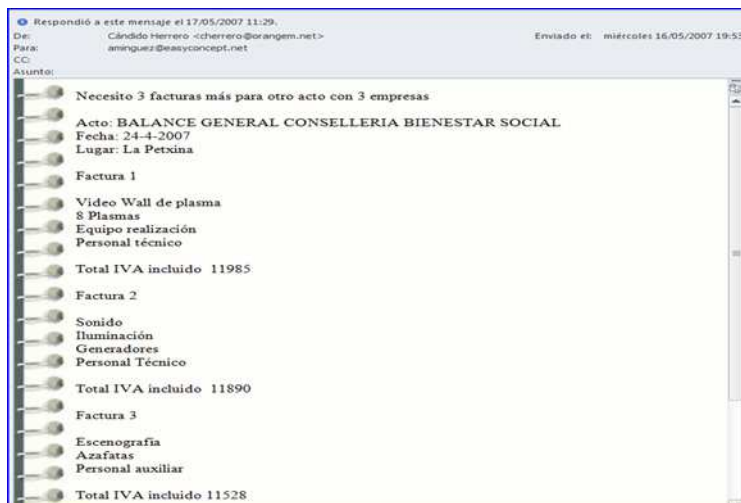 Respondió a este mensaje el 17/05/2007 11:29.
De: Cándido Herrero <cherrero@orangem.net> Enviado el: miércoles 16/05/2007 19:53
Para: aminguez@easyconcept.net
CC:
Asunto:
Necesito 3 facturas más para otro acto con 3 empresas
Acto: BALANCE GENERAL CONSELLERIA BIENESTAR SOCIAL
Fecha: 24-4-2007
Lugar: La Petxina
Factura 1
Video Wall de plasma
8 Plasmas
Equipo realización
Personal técnico
Total IVA incluido 11985
Factura 2
Sonido
Iluminación
Generadores
Personal Técnico
Total IVA incluido 11890
Factura 3
Escenografía
Azafatas
Personal auxiliar
Total IVA incluido 11528